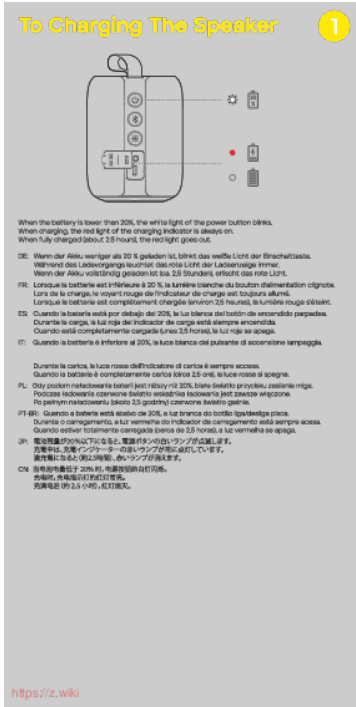 To Charging The Speaker
1
When the battery is lower than 20%, the white light of the power button blinks.
When charging, the red light of the charging indicator is always on.
When fully charged (about 2.5 hours), the red light goes out.
DE: Wenn der Akku weniger als 20 % geladen ist, blinkt das weiße Licht der Einschalttaste.
Während des Ladevorgangs leuchtet das rote Licht der Ladeanzeige immer.
Wenn der Akku vollständig geladen ist (ca. 2,5 Stunden), erlischt das rote Licht.
FR: Lorsque la batterie est inférieure à 20 %, la lumière blanche du bouton d'alimentation clignote.
Lors de la charge, le voyant rouge de l'indicateur de charge est toujours allumé.
Lorsque la batterie est complètement chargée (environ 2,5 heures), la lumière rouge s'éteint.
ES: Cuando la batería está por debajo del 20%, la luz blanca del botón de encendido parpadea.
Durante la carga, la luz roja del indicador de carga está siempre encendida.
Cuando está completamente cargada (unas 2,5 horas), la luz roja se apaga.
IT: Quando la batteria è inferiore al 20%, la luce bianca del pulsante di accensione lampeggia.
Durante la carica, la luce rossa dell'indicatore di carica è sempre accesa.
Quando la batteria è completamente carica (circa 2,5 ore), la luce rossa si spegne.
PL: Gdy poziom naładowania baterii jest niższy niż 20%, białe światło przycisku zasilania miga.
Podczas ładowania czerwone światło wskaźnika ładowania jest zawsze włączone.
Po pełnym naładowaniu (około 2,5 godziny) czerwone światło gaśnie.
PT-BR: Quando a bateria está abaixo de 20%, a luz branca do botão liga/desliga pisca.
Durante o carregamento, a luz vermelha do indicador de carregamento está sempre acesa.
Quando estiver totalmente carregada (cerca de 2,5 horas), a luz vermelha se apaga.
JP: 電池残量が20%以下になると、電源ボタンの白いランプが点滅します。
充電中は、充電インジケーターの赤いランプが常に点灯しています。
満充電になると（約2.5時間）、赤いランプが消えます。
CN: 当电池电量低于 20% 时，电源按钮的白灯闪烁。
充电时，充电指示灯的红灯常亮。
充满电后（约 2.5 小时），红灯熄灭。
https://z.wiki